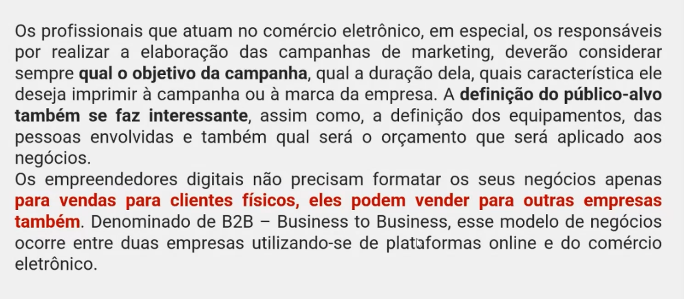 Os profissionais que atuam no comércio eletrônico, em especial, os responsáveis
por realizar a elaboração das campanhas de marketing, deverão considerar
sempre qual o objetivo da campanha, qual a duração dela, quais característica ele
deseja imprimir à campanha ou à marca da empresa. A definição do público-alvo
também se faz interessante, assim como, a definição dos equipamentos, das
pessoas envolvidas e também qual será o orçamento que será aplicado aos
negócios.
Os empreendedores digitais não precisam formatar os seus negócios apenas
para vendas para clientes físicos, eles podem vender para outras empresas
também. Denominado de B2B – Business to Business, esse modelo de negócios
ocorre entre duas empresas utilizando-se de plataformas online e do comércio
eletrônico.